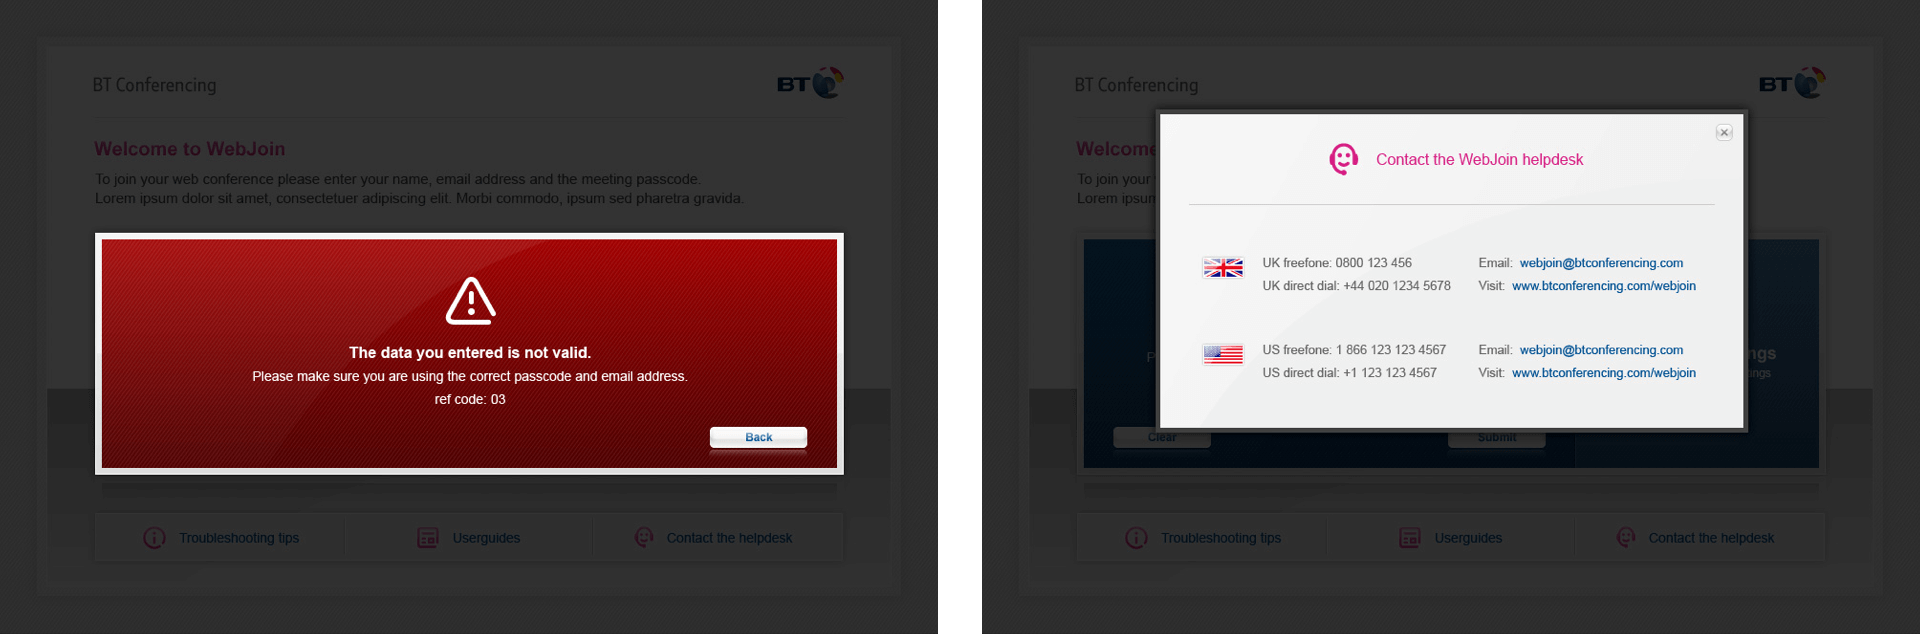 BT Conferencing
BT
Welcome to WebJoin
To join your web conference please enter your name, email address and the meeting passcode.
Lorem ipsum dolor sit amet, consectetuer adipiscing elit. Morbi commodo, ipsum sed pharetra gravida.
The data you entered is not valid.
Please make sure you are using the correct passcode and email address.
ref code: 03
Back
Troubleshooting tips
Userguides
Contact the helpdesk
BT Conferencing
BT
Welcome
To join your
Lorem ipsum
Contact the WebJoin helpdesk
UK freefone: 0800 123 456
Email: webjoin@btconferencing.com
UK direct dial: +44 020 1234 5678
Visit: www.btconferencing.com/webjoin
US freefone: 1 866 123 123 4567
Email: webjoin@btconferencing.com
US direct dial: +1 123 123 4567
Visit: www.btconferencing.com/webjoin
Clear
Submit
Troubleshooting tips
Userguides
Contact the helpdesk